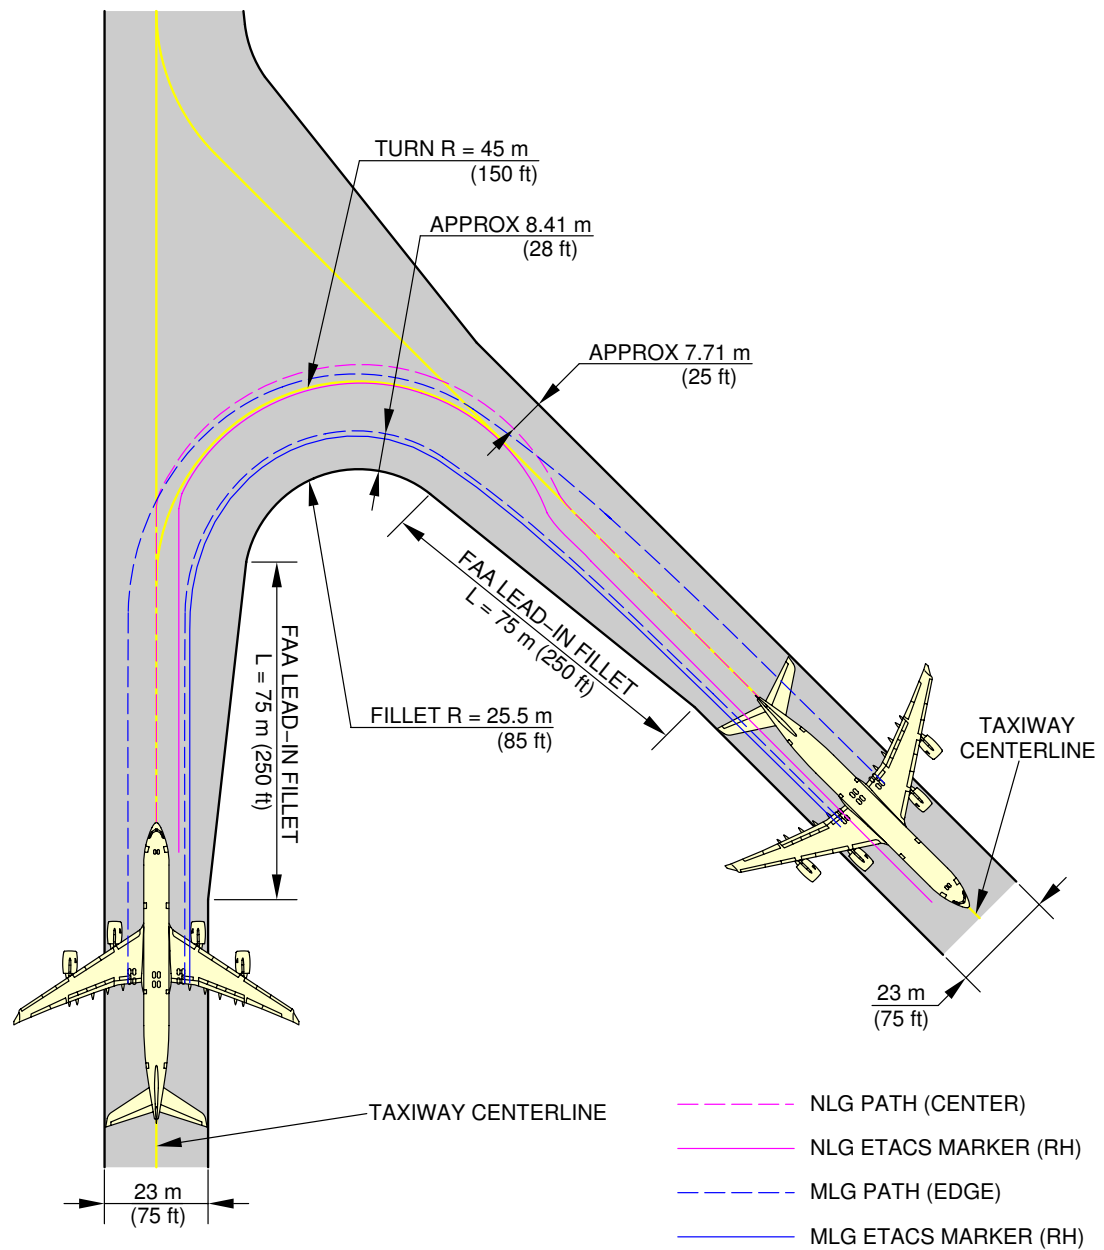 TURN R = 45 m
(150 ft)
APPROX 8.41 m
(28 ft)
APPROX 7.71 m
(25 ft)
FAA LEAD–IN FILLET
L = 75 m (250 ft)
FAA LEAD–IN FILLET
L = 75 m (250 ft)
FILLET R = 25.5 m
(85 ft)
TAXIWAY
CENTERLINE
23 m
(75 ft)
TAXIWAY CENTERLINE
23 m
(75 ft)
NLG PATH (CENTER)
NLG ETACS MARKER (RH)
MLG PATH (EDGE)
MLG ETACS MARKER (RH)